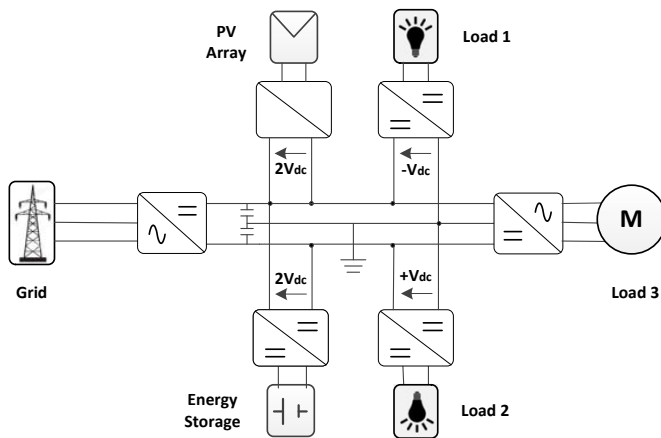 PV
Array
Load 1
2Vdc
-Vdc
M
Grid
Load 3
2Vdc
+Vdc
Energy
Storage
Load 2